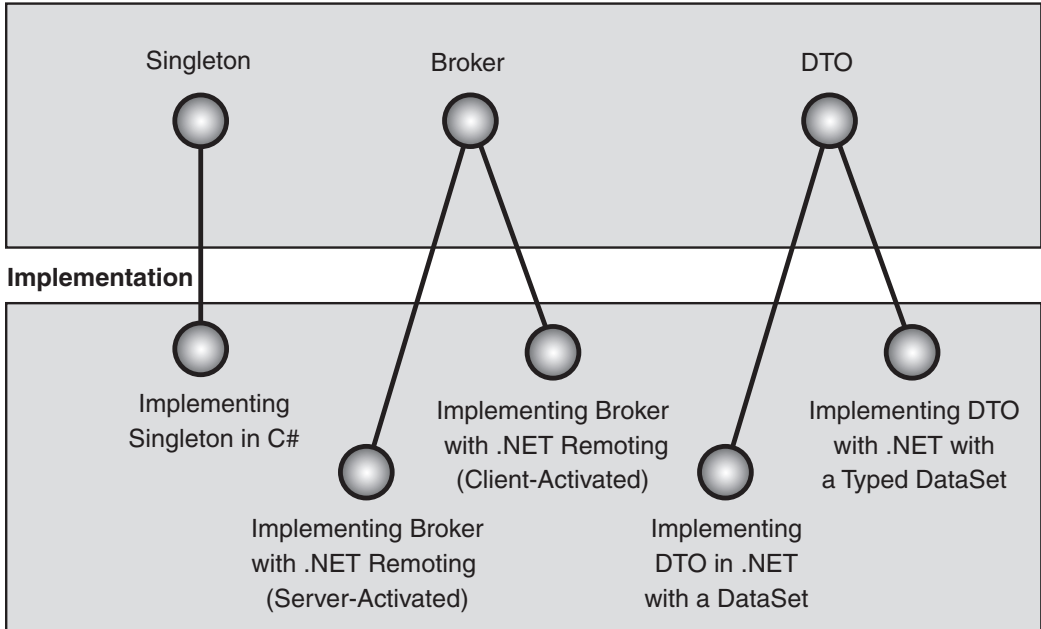 Singleton
Broker
DTO
Implementation
Implementing
Singleton in C#
Implementing Broker
with .NET Remoting
(Client-Activated)
Implementing DTO
with .NET with
a Typed DataSet
Implementing Broker
with .NET Remoting
(Server-Activated)
Implementing
DTO in .NET
with a DataSet